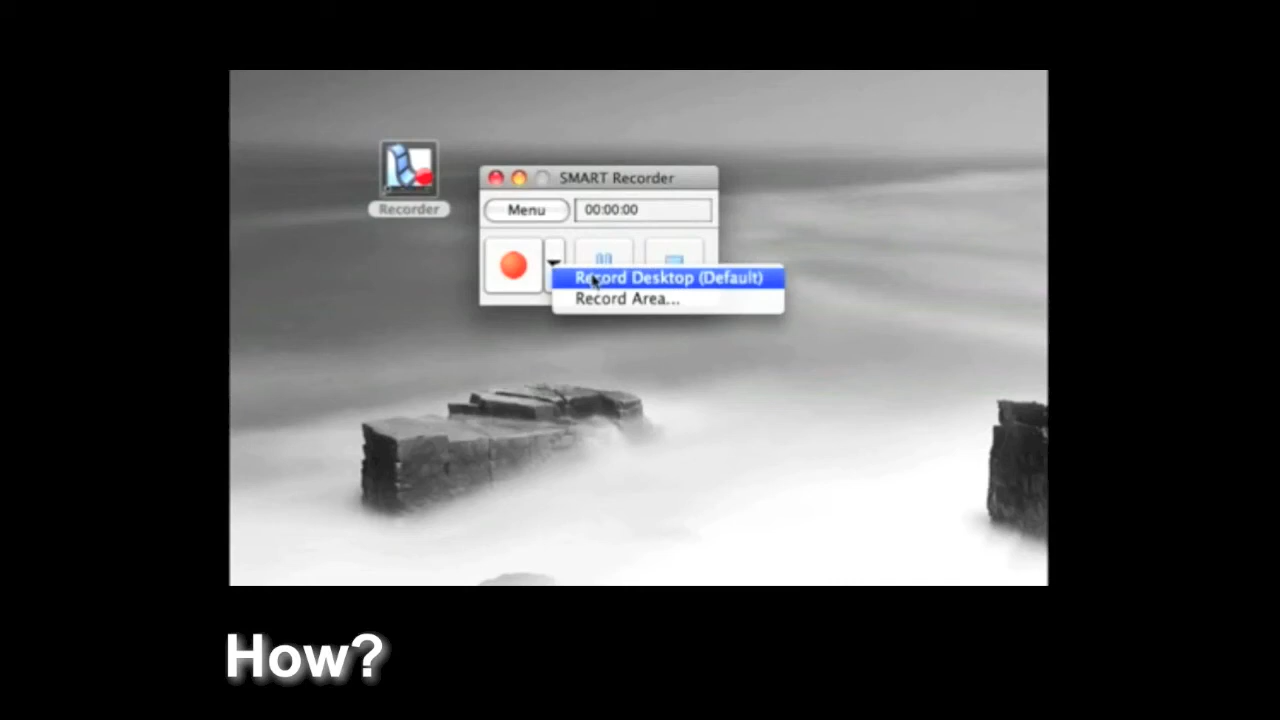 SMART Recorder
Recorder
Menu
00:00:00
Record Desktop (Default)
Record Area...
How?